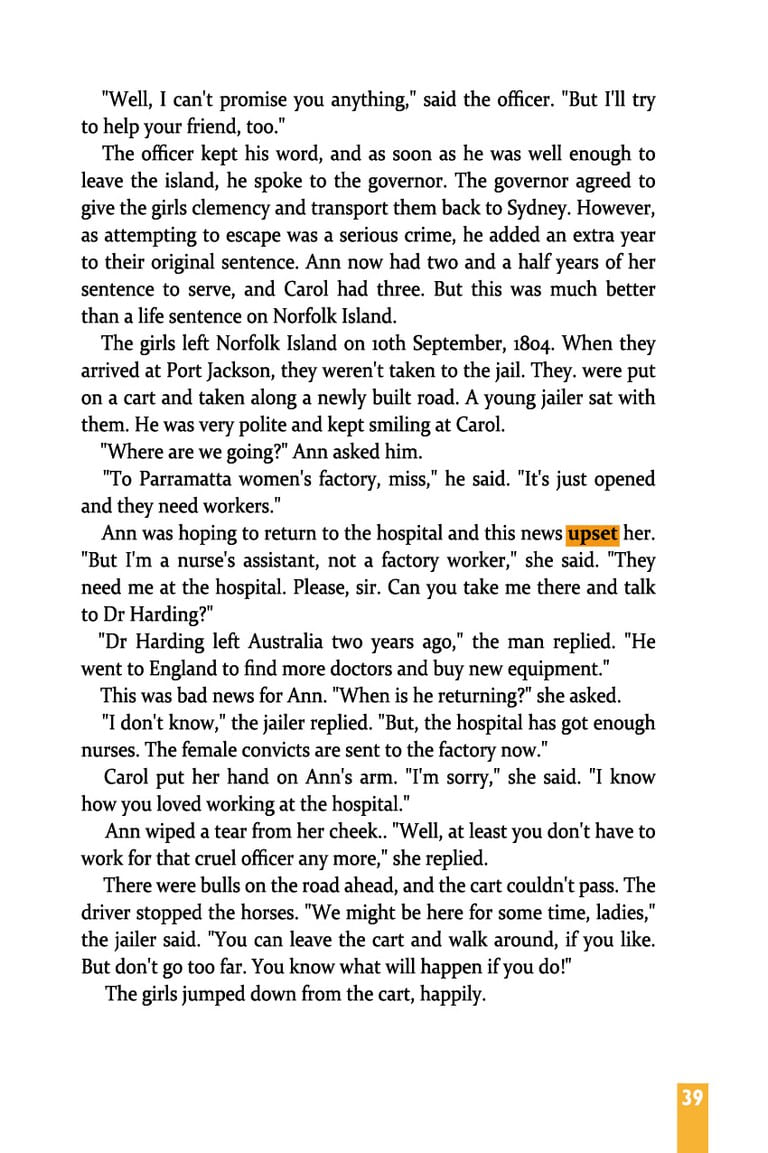 "Well, I can't promise you anything," said the officer. "But I'll try
to help your friend, too."
The officer kept his word, and as soon as he was well enough to
leave the island, he spoke to the governor. The governor agreed to
give the girls clemency and transport them back to Sydney. However,
as attempting to escape was a serious crime, he added an extra year
to their original sentence. Ann now had two and a half years of her
sentence to serve, and Carol had three. But this was much better
than a life sentence on Norfolk Island.
The girls left Norfolk Island on 10th September, 1804. When they
arrived at Port Jackson, they weren't taken to the jail. They. were put
on a cart and taken along a newly built road. A young jailer sat with
them. He was very polite and kept smiling at Carol.
"Where are we going?" Ann asked him.
"To Parramatta women's factory, miss," he said. "It's just opened
and they need workers."
Ann was hoping to return to the hospital and this news upset her.
"But I'm a nurse's assistant, not a factory worker," she said. "They
need me at the hospital. Please, sir. Can you take me there and talk
to Dr Harding?"
"Dr Harding left Australia two years ago," the man replied. "He
went to England to find more doctors and buy new equipment."
This was bad news for Ann. "When is he returning?" she asked.
"I don't know," the jailer replied. "But, the hospital has got enough
nurses. The female convicts are sent to the factory now."
Carol put her hand on Ann's arm. "I'm sorry," she said. "I know
how you loved working at the hospital."
Ann wiped a tear from her cheek.. "Well, at least you don't have to
work for that cruel officer any more," she replied.
There were bulls on the road ahead, and the cart couldn't pass. The
driver stopped the horses. "We might be here for some time, ladies,"
the jailer said. "You can leave the cart and walk around, if you like.
But don't go too far. You know what will happen if you do!"
The girls jumped down from the cart, happily.
39